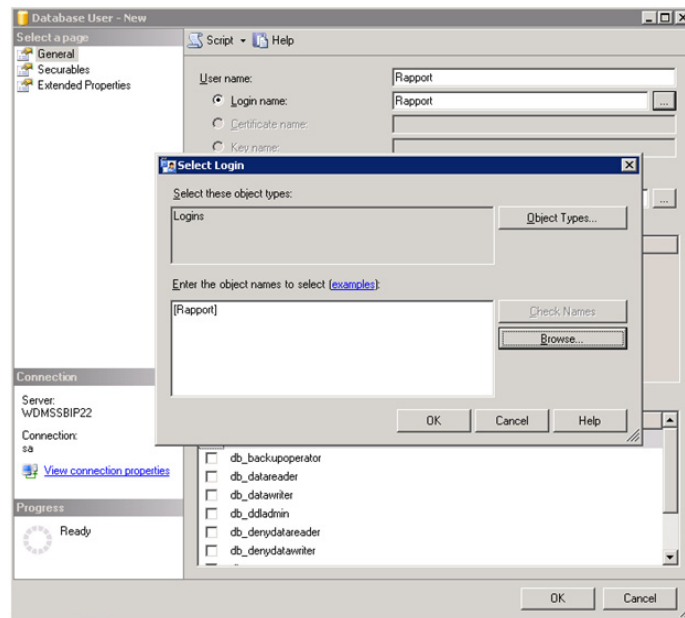 Database User - New
Select a page
General
Securables
Extended Properties
Script Help
User name: Rapport
Login name: Rapport ...
Certificate name:
Key name:
...
Select Login
Select these object types:
Logins
Object Types...
Enter the object names to select (examples):
[Rapport]
Check Names
Browse...
OK Cancel Help
Connection
Server:
WDMSSBIP22
Connection:
sa
View connection properties
Progress
Ready
db_backupoperator
db_datareader
db_datawriter
db_ddladmin
db_denydatareader
db_denydatawriter
OK Cancel